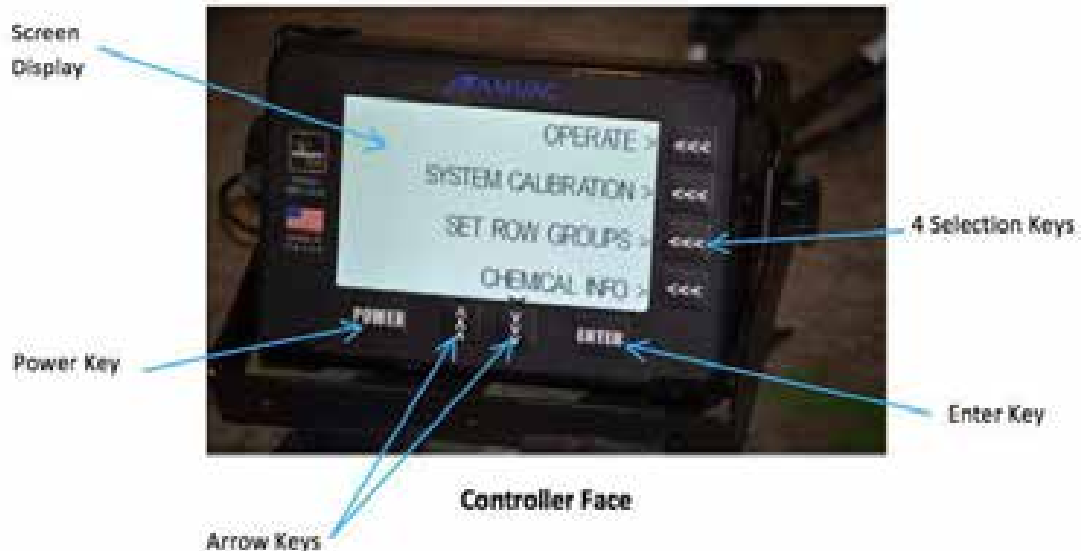 Screen
Display
AMVAC
OPERATE > <<<
SYSTEM CALIBRATION > <<<
SET ROW GROUPS > <<<
4 Selection Keys
CHEMICAL INFO > <<<
POWER
ENTER
Power Key
Enter Key
Controller Face
Arrow Keys